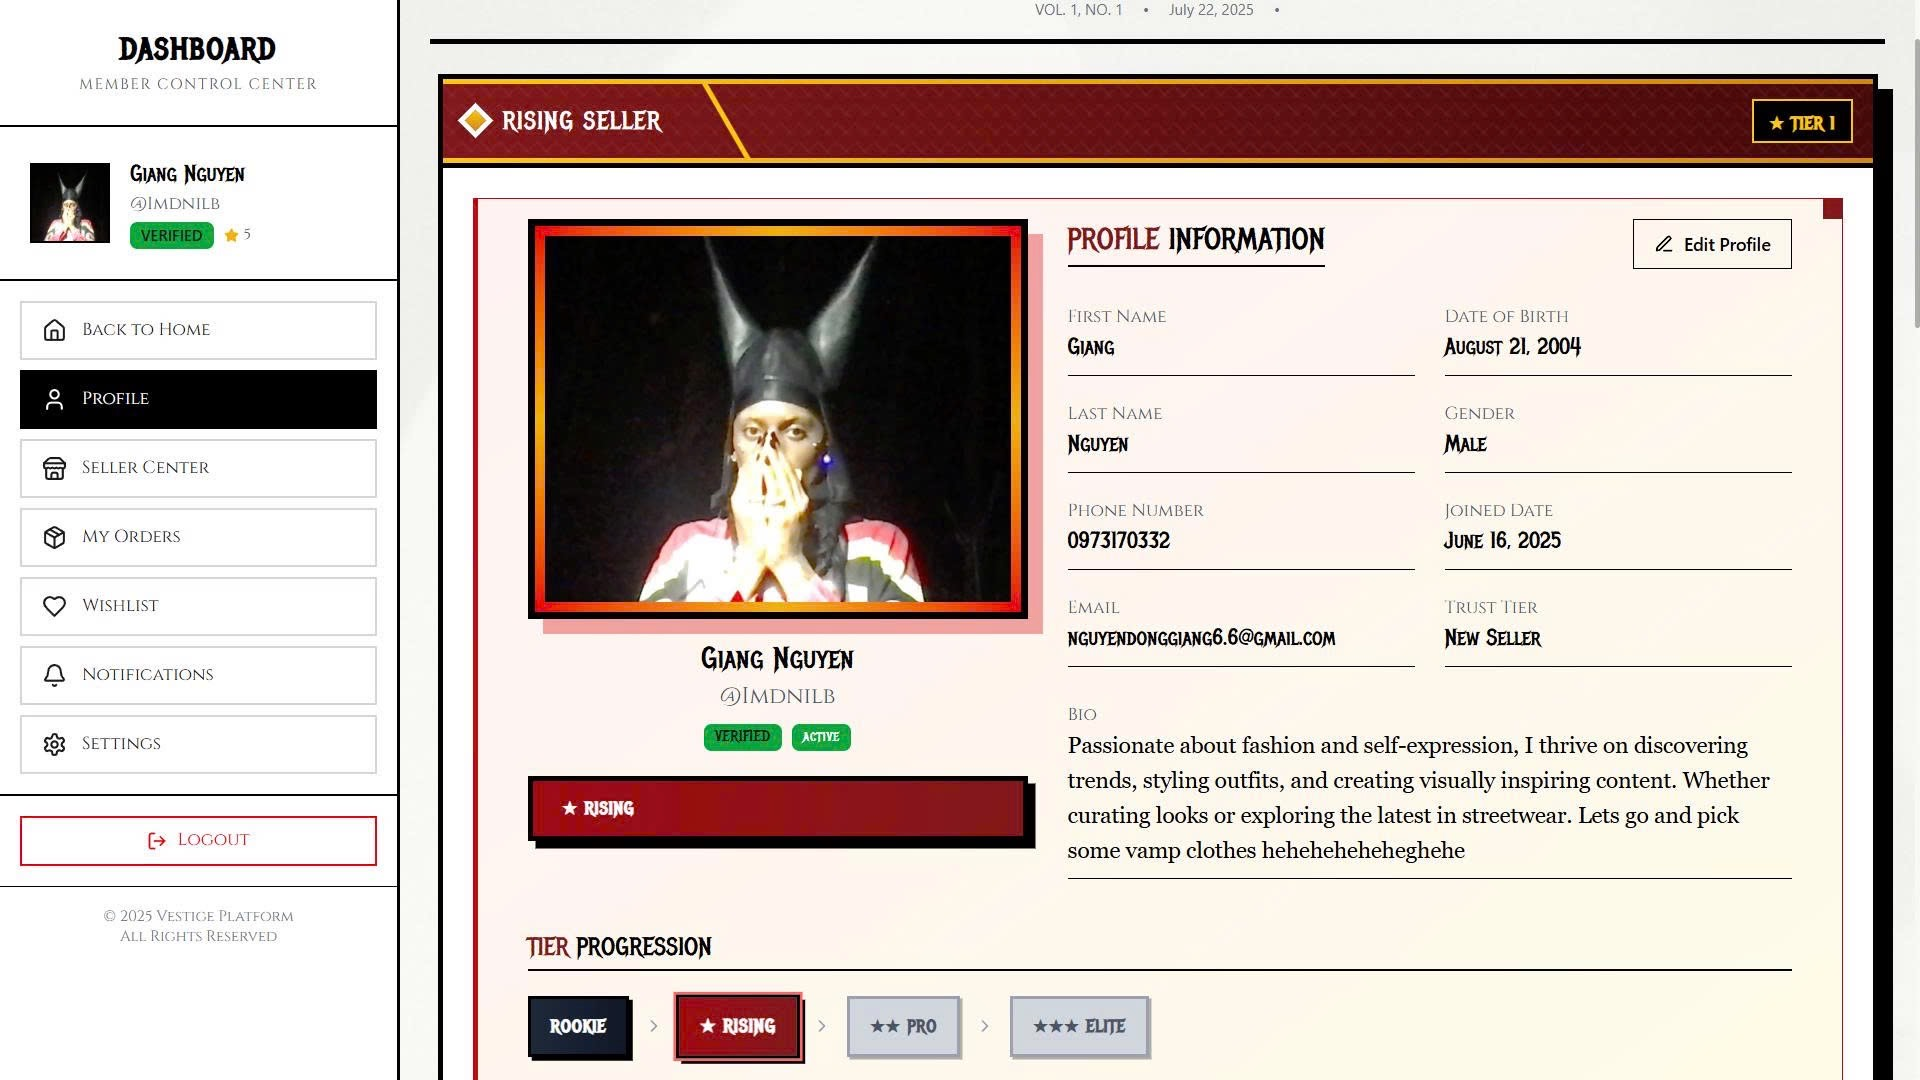 DASHBOARD
MEMBER CONTROL CENTER
Giang Nguyen
@Imdnilb
VERIFIED ★ 5
Back to Home
Profile
Seller Center
My Orders
Wishlist
Notifications
Settings
Logout
© 2025 Vestige Platform
All Rights Reserved
VOL. 1, NO. 1 • July 22, 2025 •
RISING SELLER
★ TIER 1
Giang Nguyen
@Imdnilb
VERIFIED ACTIVE
★ RISING
PROFILE INFORMATION
Edit Profile
First Name
Giang
Date of Birth
August 21, 2004
Last Name
Nguyen
Gender
Male
Phone Number
0973170332
Joined Date
June 16, 2025
Email
nguyendonggiang6.6@gmail.com
Trust Tier
New Seller
Bio
Passionate about fashion and self-expression, I thrive on discovering
trends, styling outfits, and creating visually inspiring content. Whether
curating looks or exploring the latest in streetwear. Lets go and pick
some vamp clothes heheheheheheghehe
TIER PROGRESSION
ROOKIE
★ RISING
★★ PRO
★★★ ELITE